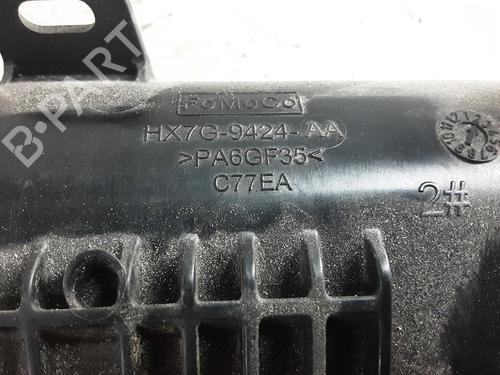 B-PART
FoMoCo
HX7G-9424-AA
>PA6GF35<
C77EA
2#